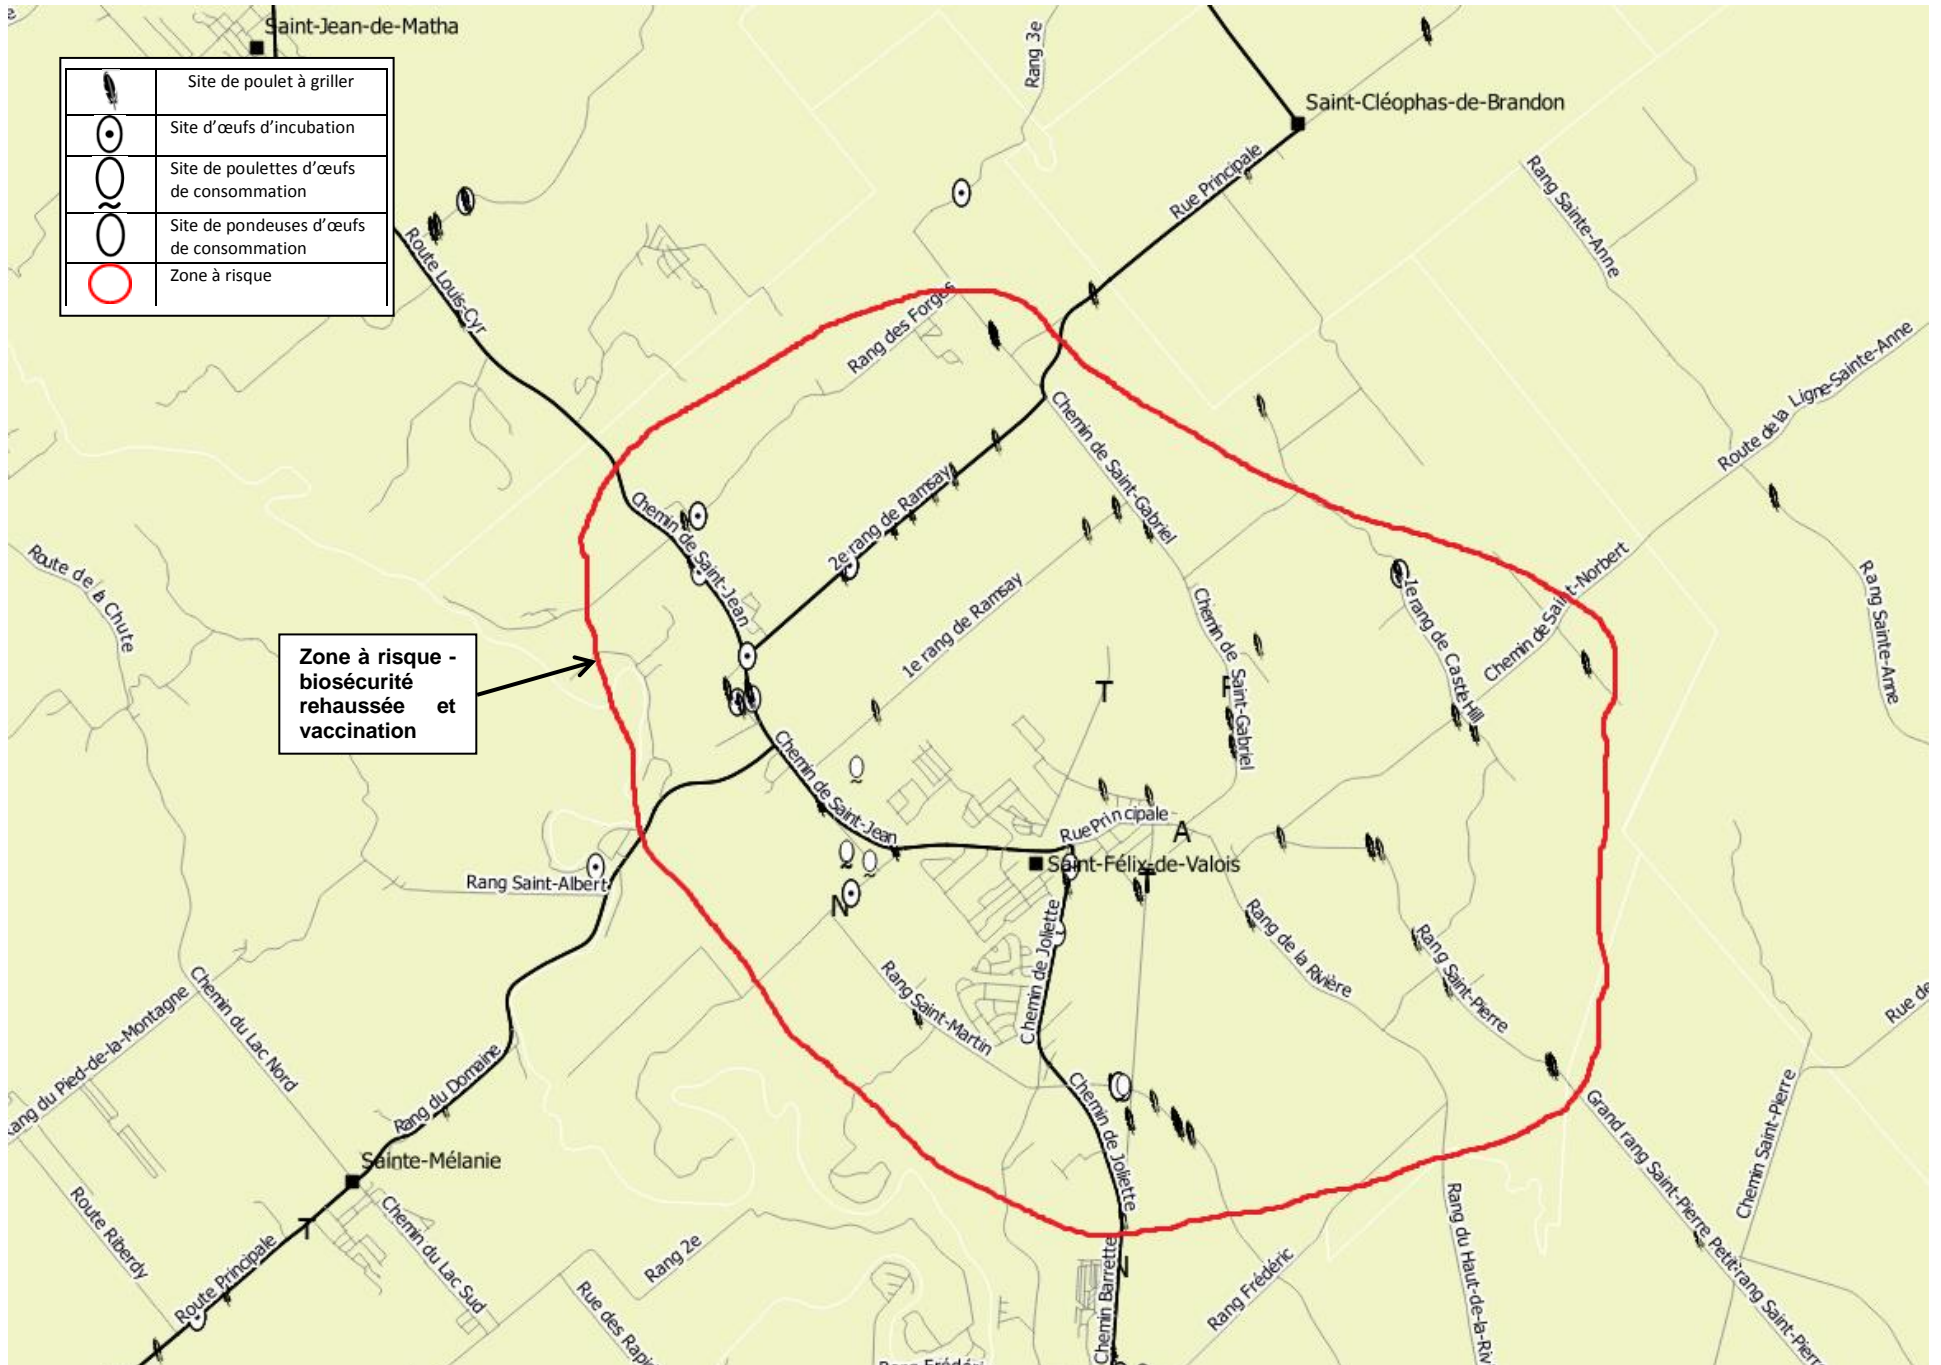 Saint-Jean-de-Matha
Site de poulet à griller
Site d'œufs d'incubation
Site de poulettes d'œufs
de consommation
Site de pondeuses d'œufs
de consommation
Zone à risque
Rang 3e
Saint-Cléophas-de-Brandon
Rue Principale
Rang Sainte-Anne
Route Louis-Cyr
Rang des Forges
Route de la Ligne-Sainte-Anne
Chemin de Saint-Gabriel
2e rang de Ramsay
Chemin de Saint-Jean
Route de la Chute
1e rang de Ramsay
Chemin de Saint-Gabriel
1e rang de Castle Hill
Chemin de Saint-Norbert
Rang Sainte-Anne
Zone à risque -
biosécurité
rehaussée et
vaccination
T
Chemin de Saint-Jean
Rue Principale
A
Saint-Félix-de-Valois
T
Rang Saint-Albert
N
Chemin de Joliette
Rang de la Rivière
Rang Saint-Pierre
Rang Saint-Martin
Chemin du Lac Nord
Rang du Pied-de-la-Montagne
Rue de
Rang du Domaine
Chemin de Joliette
Grand rang Saint-Pierre
Chemin Saint-Pierre
Sainte-Mélanie
Route Riberdy
Chemin du Lac Sud
T
Route Principale
Rang 2e
Rue des Rapi
Chemin Barrette
N
Rang Frédéric
Rang du Haut-de-la-Riv
Petit rang Saint-Pierr
Rang Frédéri